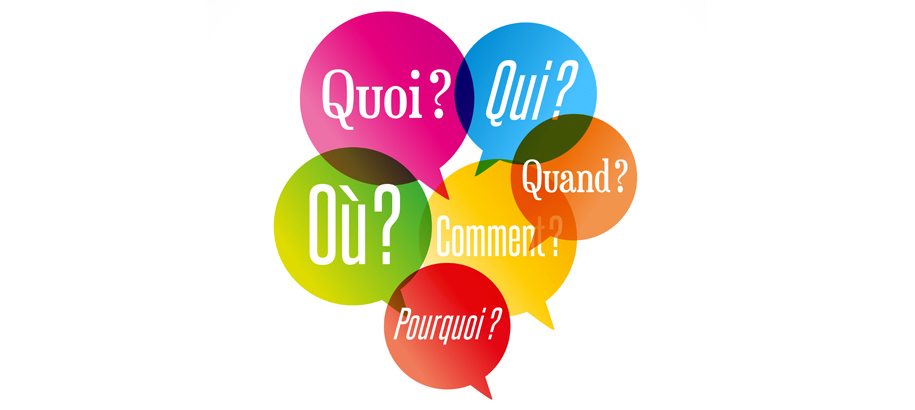 Quoi ?
Qui ?
Quand ?
Où ?
Comment ?
Pourquoi ?